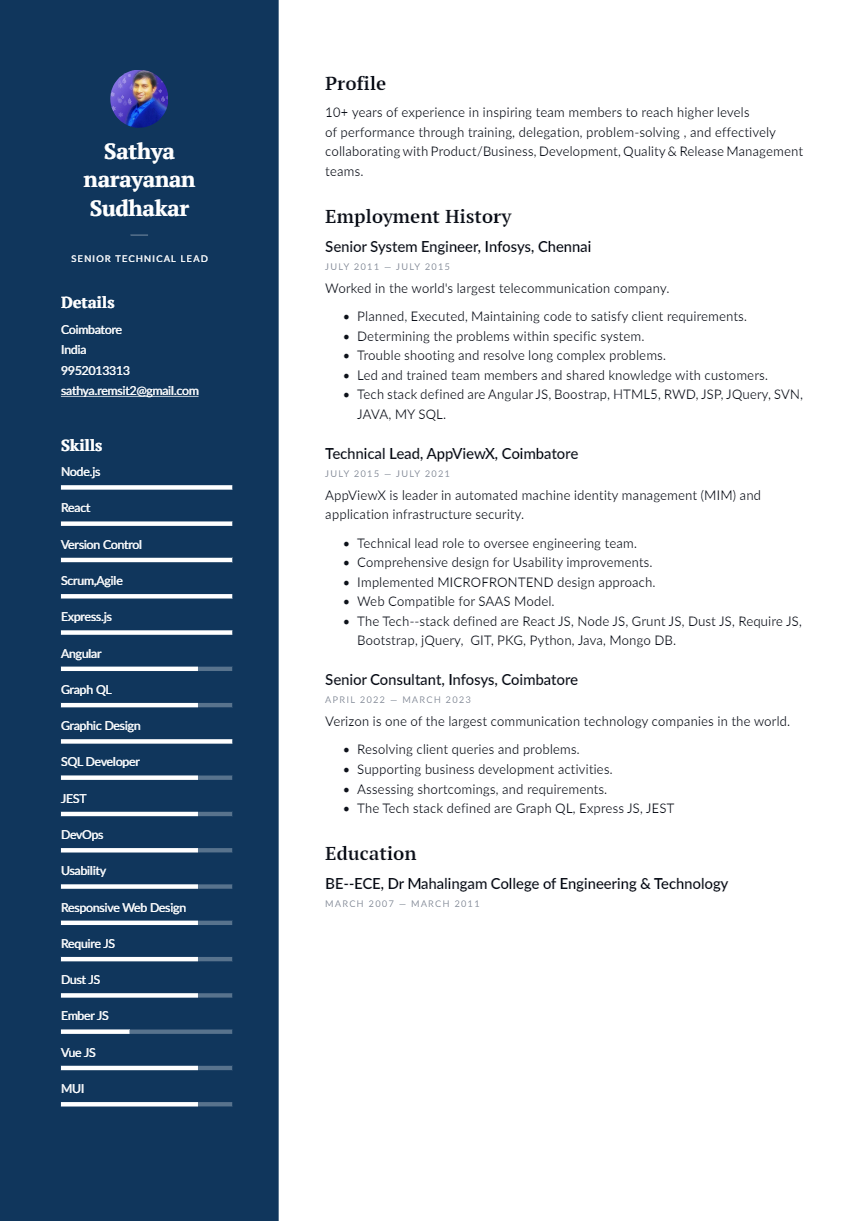 Sathya
narayanan
Sudhakar
SENIOR TECHNICAL LEAD
Details
Coimbatore
India
9952013313
sathya.remsit2@gmail.com
Skills
Node.js
React
Version Control
Scrum,Agile
Express.js
Angular
Graph QL
Graphic Design
SQL Developer
JEST
DevOps
Usability
Responsive Web Design
Require JS
Dust JS
Ember JS
Vue JS
MUI
Profile
10+ years of experience in inspiring team members to reach higher levels
of performance through training, delegation, problem-solving , and effectively
collaborating with Product/Business, Development, Quality & Release Management
teams.
Employment History
Senior System Engineer, Infosys, Chennai
JULY 2011 — JULY 2015
Worked in the world's largest telecommunication company.
• Planned, Executed, Maintaining code to satisfy client requirements.
• Determining the problems within specific system.
• Trouble shooting and resolve long complex problems.
• Led and trained team members and shared knowledge with customers.
• Tech stack defined are Angular JS, Boostrap, HTML5, RWD, JSP, JQuery, SVN,
JAVA, MY SQL.
Technical Lead, AppViewX, Coimbatore
JULY 2015 — JULY 2021
AppViewX is leader in automated machine identity management (MIM) and
application infrastructure security.
• Technical lead role to oversee engineering team.
• Comprehensive design for Usability improvements.
• Implemented MICROFRONTEND design approach.
• Web Compatible for SAAS Model.
• The Tech--stack defined are React JS, Node JS, Grunt JS, Dust JS, Require JS,
Bootstrap, jQuery,  GIT, PKG, Python, Java, Mongo DB.
Senior Consultant, Infosys, Coimbatore
APRIL 2022 — MARCH 2023
Verizon is one of the largest communication technology companies in the world.
• Resolving client queries and problems.
• Supporting business development activities.
• Assessing shortcomings, and requirements.
• The Tech stack defined are Graph QL, Express JS, JEST
Education
BE--ECE, Dr Mahalingam College of Engineering & Technology
MARCH 2007 — MARCH 2011